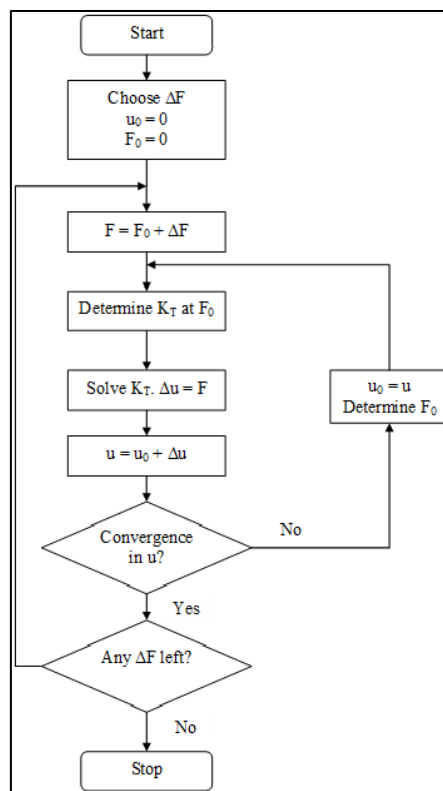 Start
Choose ΔF
u₀ = 0
F₀ = 0
F = F₀ + ΔF
Determine K_T at F₀
Solve K_T. Δu = F
u = u₀ + Δu
u₀ = u
Determine F₀
Convergence
in u?
No
Yes
Any ΔF left?
No
Stop